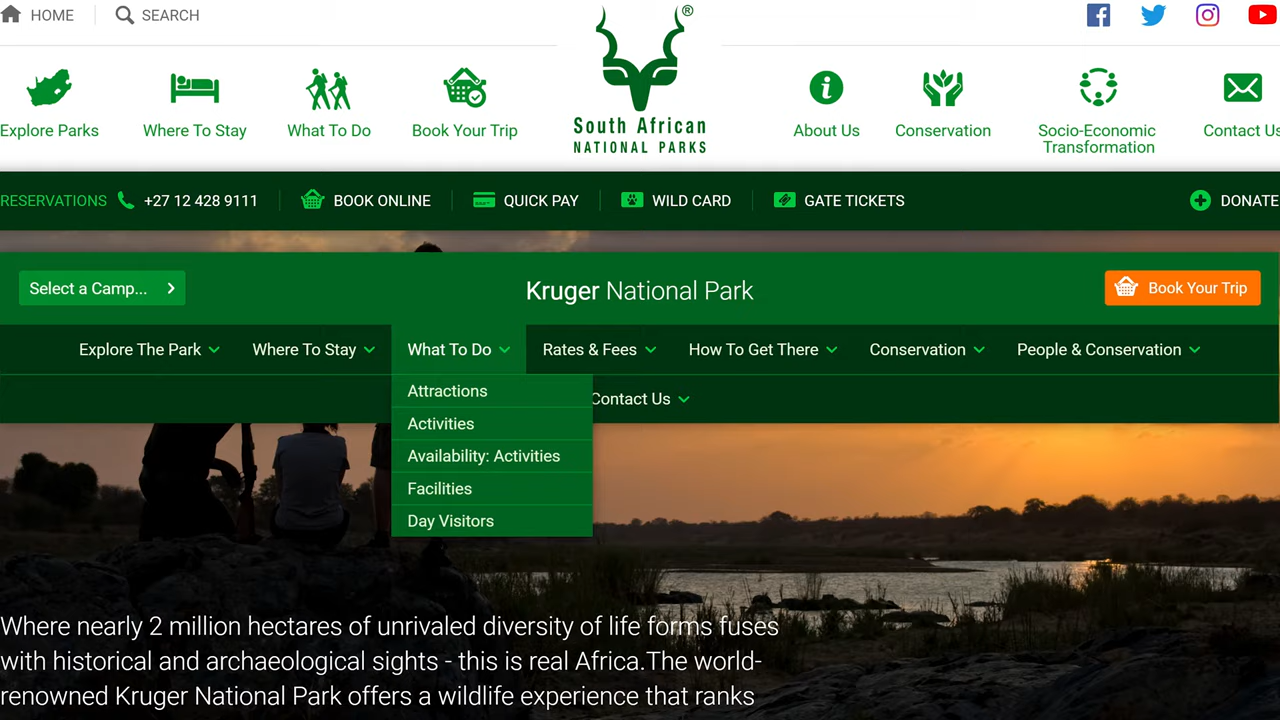 HOME
SEARCH
®
South African
NATIONAL PARKS
Explore Parks
Where To Stay
What To Do
Book Your Trip
About Us
Conservation
Socio-Economic
Transformation
Contact Us
RESERVATIONS
+27 12 428 9111
BOOK ONLINE
QUICK PAY
WILD CARD
GATE TICKETS
DONATE
Select a Camp...
Kruger National Park
Book Your Trip
Explore The Park
Where To Stay
What To Do
Rates & Fees
How To Get There
Conservation
People & Conservation
Contact Us
Attractions
Activities
Availability: Activities
Facilities
Day Visitors
Where nearly 2 million hectares of unrivaled diversity of life forms fuses
with historical and archaeological sights - this is real Africa.The world-
renowned Kruger National Park offers a wildlife experience that ranks